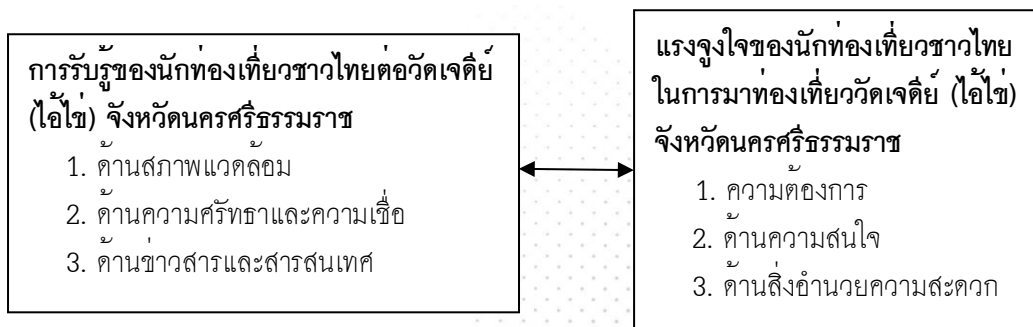 การรับรู้ของนักท่องเที่ยวชาวไทยต่อวัดเจดีย์
(ไอ้ไข่) จังหวัดนครศรีธรรมราช
1. ด้านสภาพแวดล้อม
2. ด้านความศรัทธาและความเชื่อ
3. ด้านข่าวสารและสารสนเทศ
แรงจูงใจของนักท่องเที่ยวชาวไทย
ในการมาท่องเที่ยววัดเจดีย์ (ไอ้ไข่)
จังหวัดนครศรีธรรมราช
1. ความต้องการ
2. ด้านความสนใจ
3. ด้านสิ่งอำนวยความสะดวก